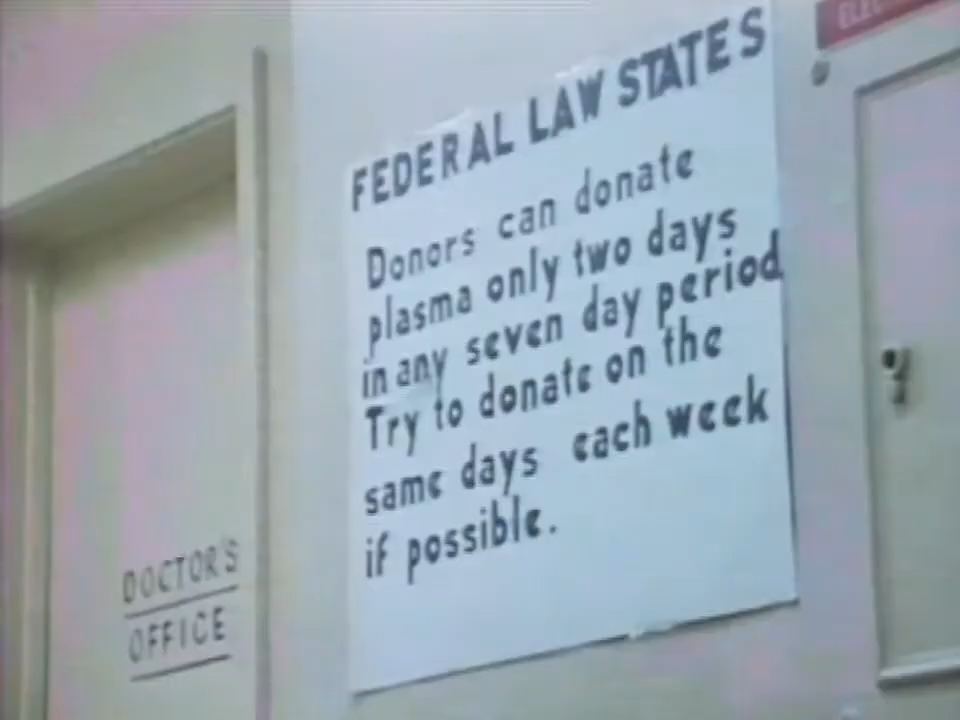 FEDERAL LAW STATES
Donors can donate
plasma only two days
in any seven day period
Try to donate on the
same days each week
if possible.
DOCTOR'S
OFFICE